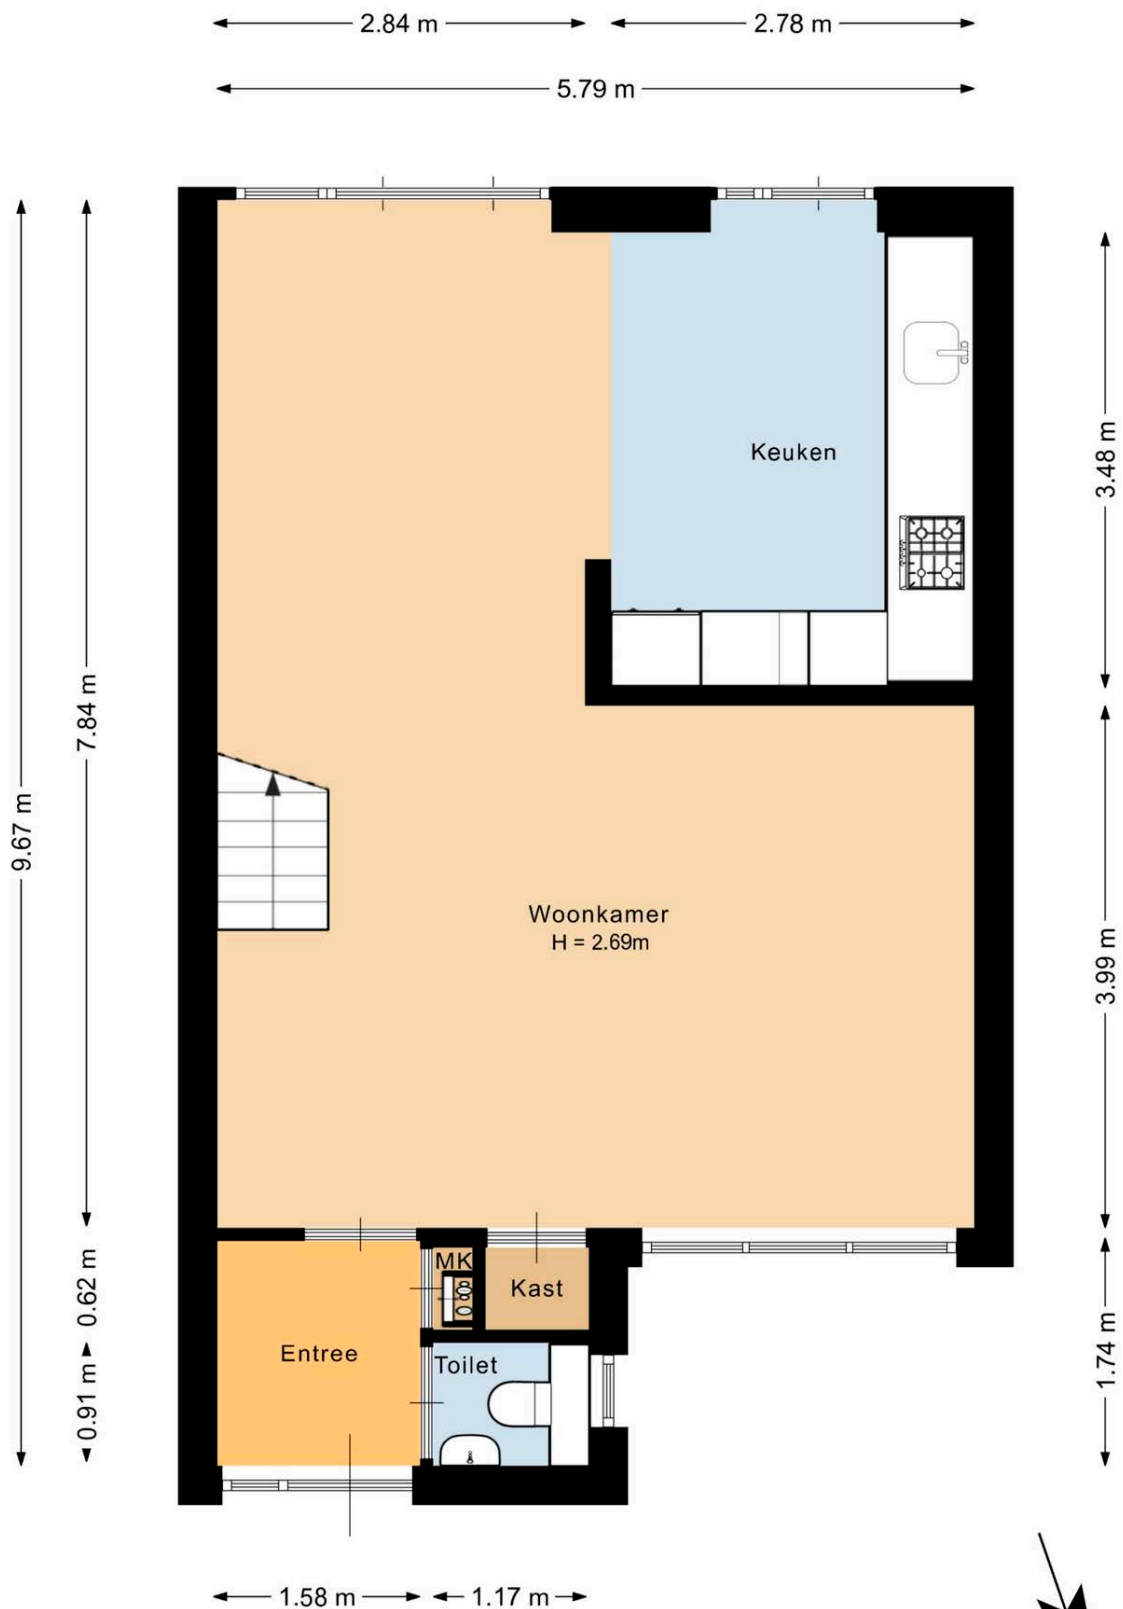 2.84 m
2.78 m
5.79 m
Keuken
3.48 m
7.84 m
9.67 m
Woonkamer
H = 2.69m
3.99 m
MK
Kast
0.62 m
Entree
Toilet
0.91 m
1.74 m
1.58 m
1.17 m